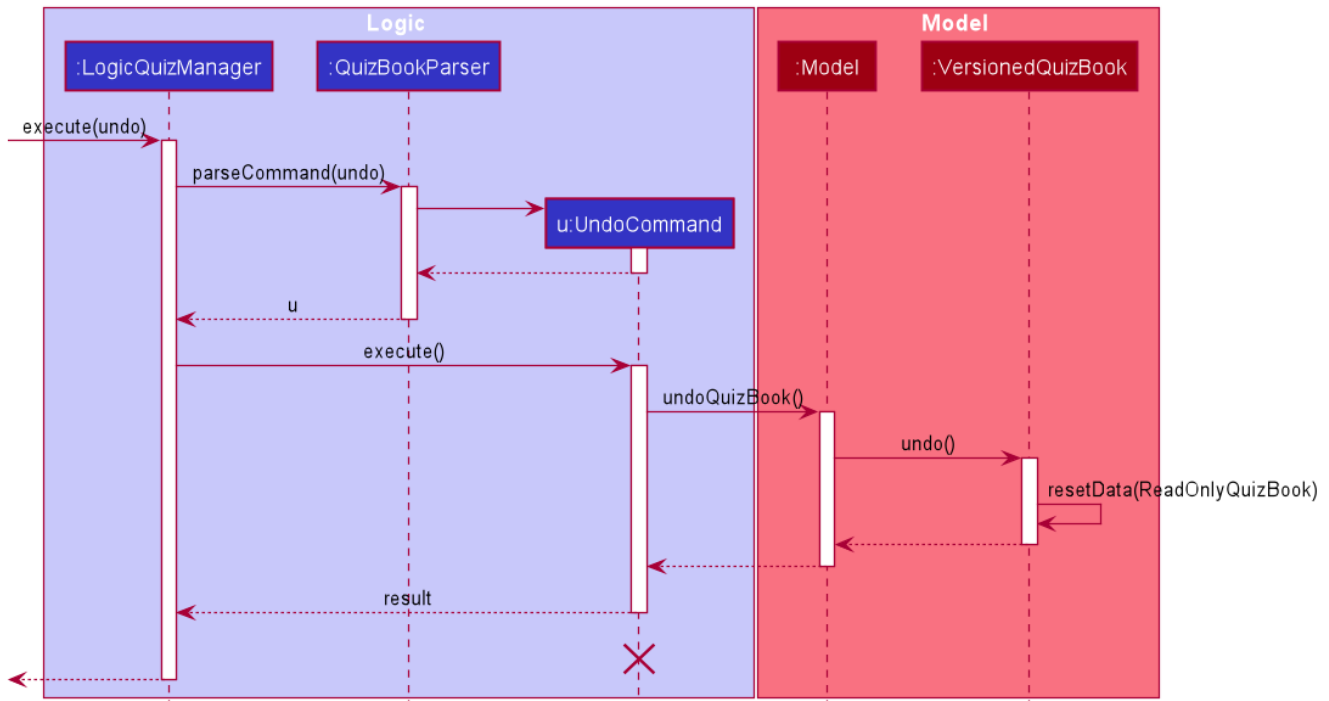 Logic
Model
:LogicQuizManager
:QuizBookParser
:Model
:VersionedQuizBook
execute(undo)
parseCommand(undo)
u:UndoCommand
u
execute()
undoQuizBook()
undo()
resetData(ReadOnlyQuizBook)
result